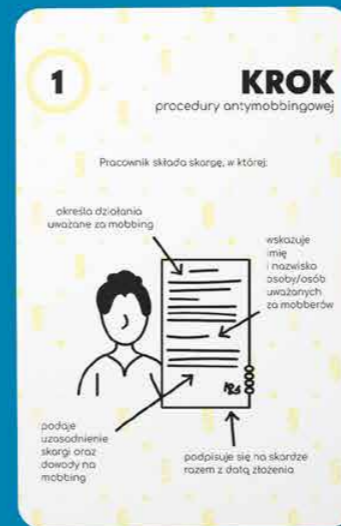 1
KROK
procedury antymobbingowej
Pracownik składa skargę, w której:
określa działania
uważane za mobbing
wskazuje
imię
i nazwisko
osoby/osób
uważanych
za mobberów
podaje
uzasadnienie
skargi oraz
dowody na
mobbing
podpisuje się na skardze
razem z datą złożenia